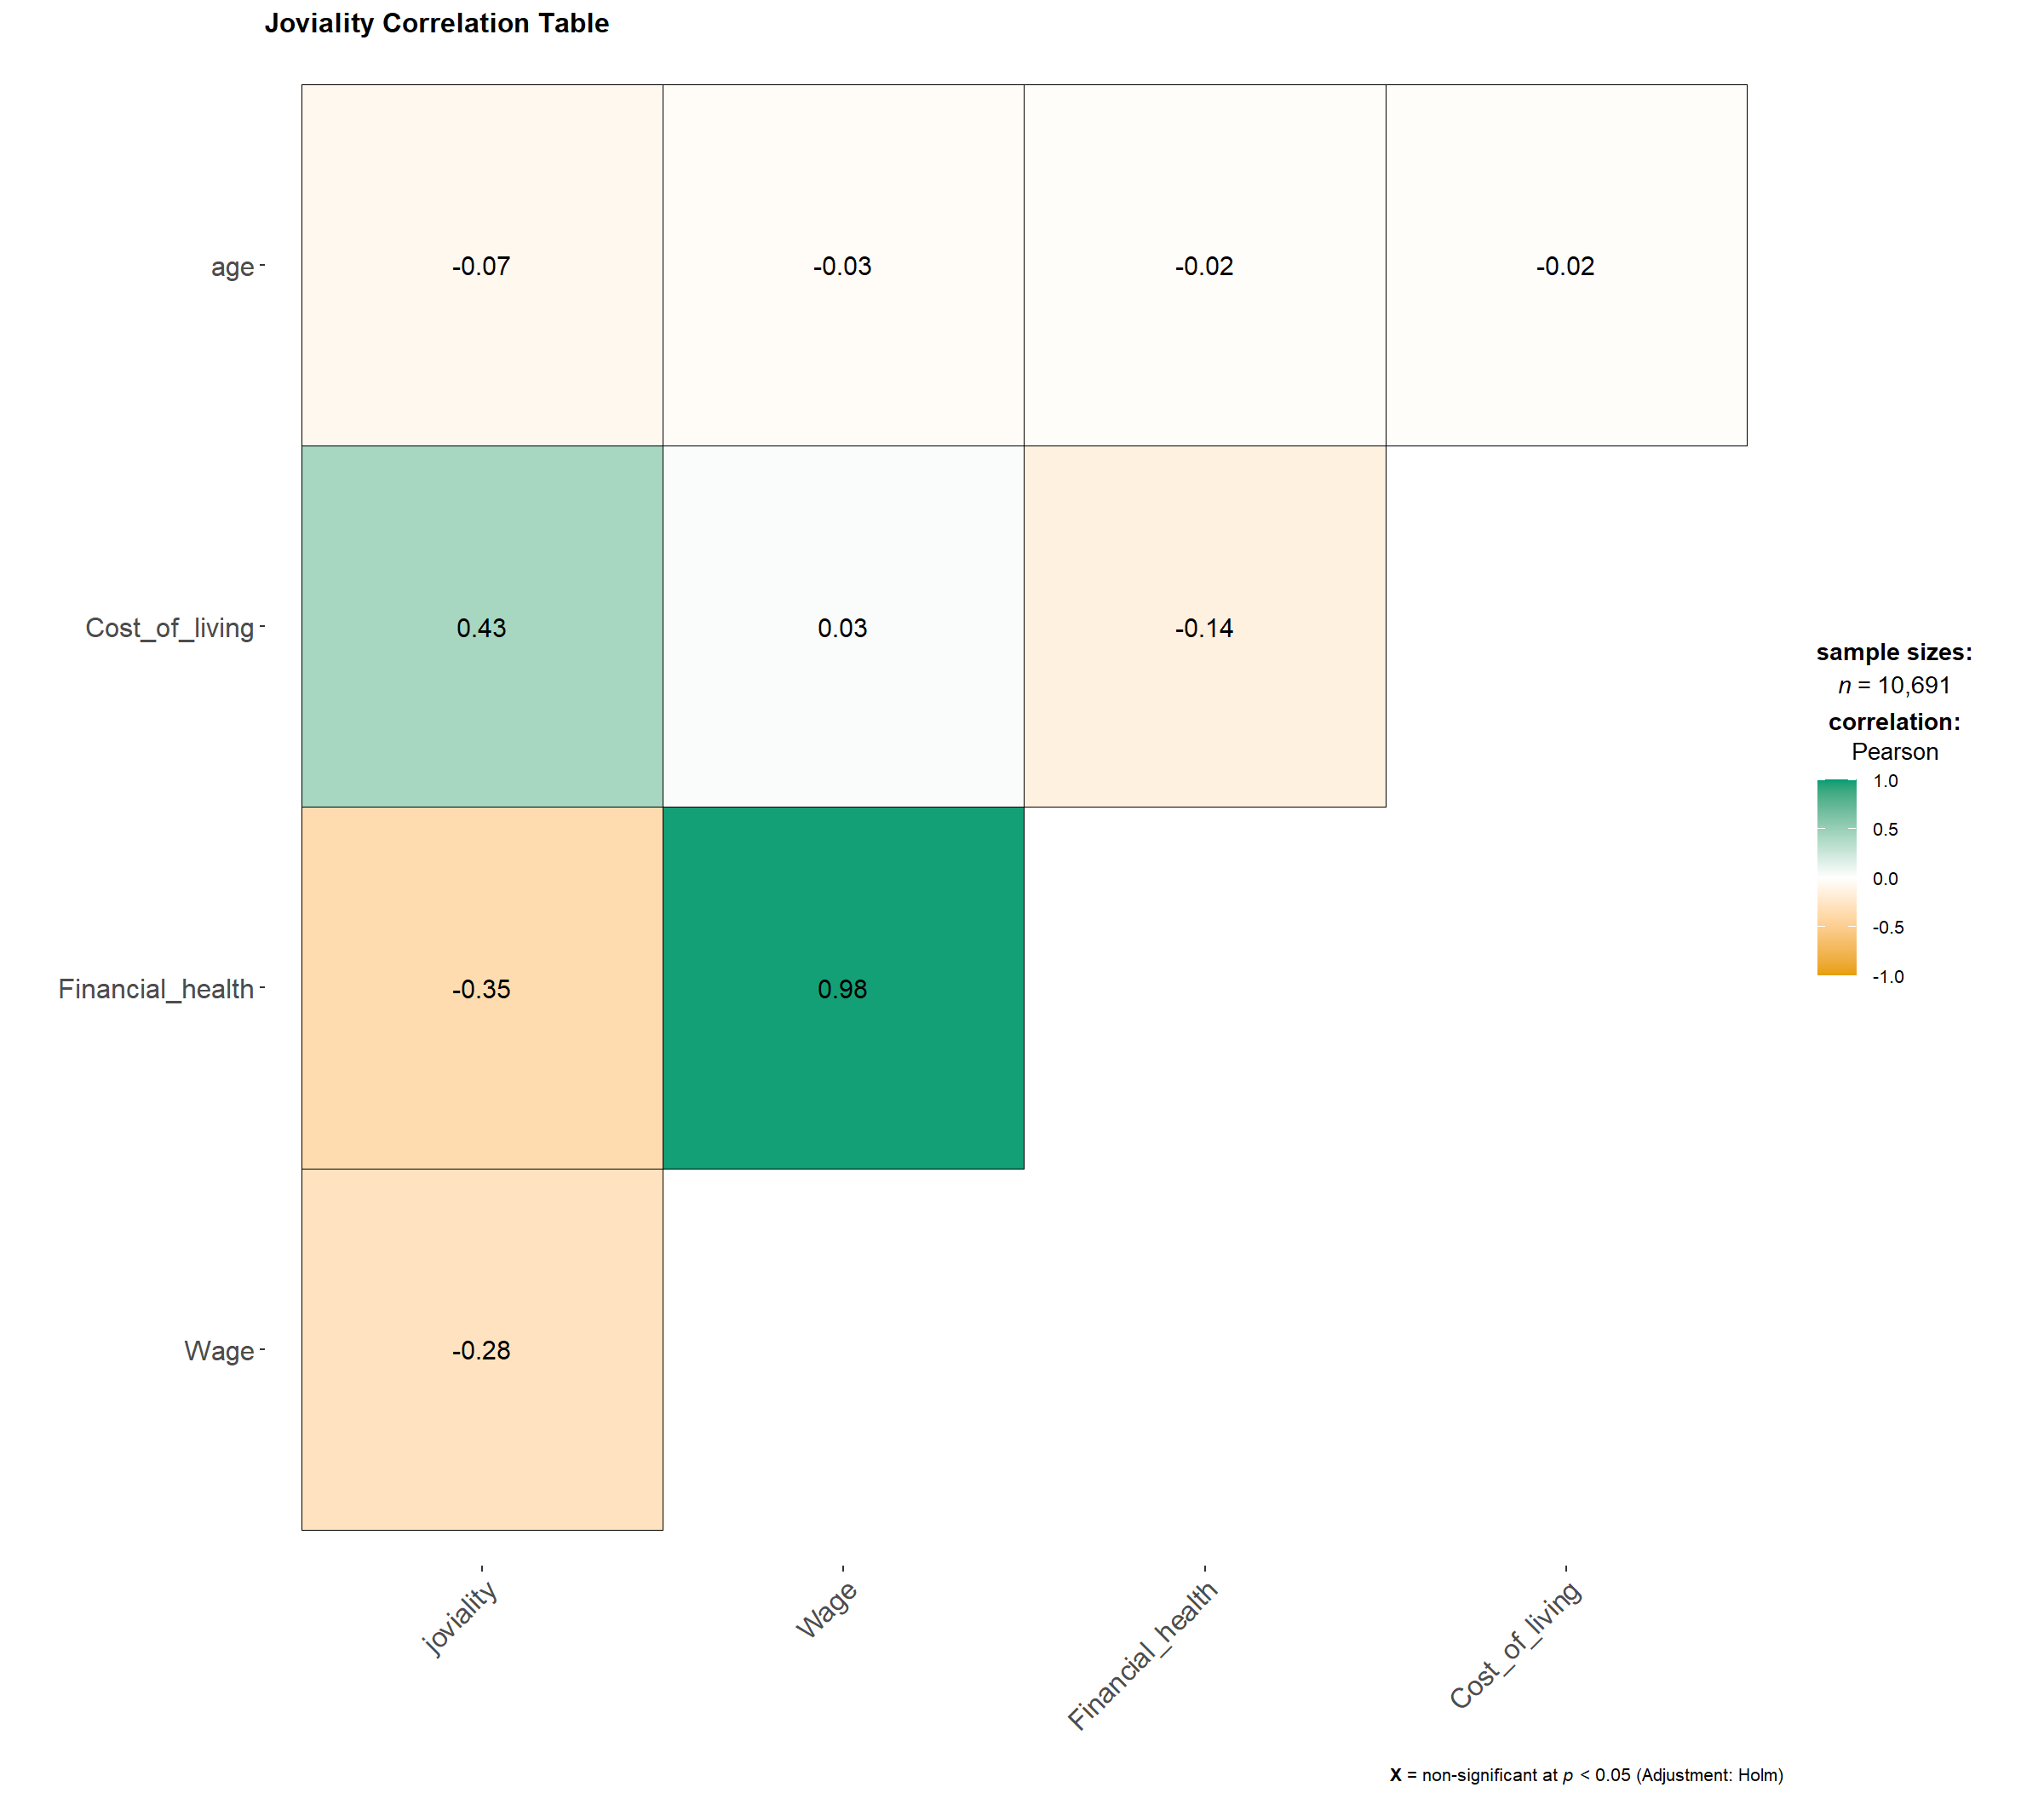 Joviality Correlation Table
age
-0.07
-0.03
-0.02
-0.02
Cost_of_living
0.43
0.03
-0.14
Financial_health
-0.35
0.98
Wage
-0.28
joviality
Wage
Financial_health
Cost_of_living
sample sizes:
n = 10,691
correlation:
Pearson
1.0
0.5
0.0
-0.5
-1.0
X = non-significant at p < 0.05 (Adjustment: Holm)